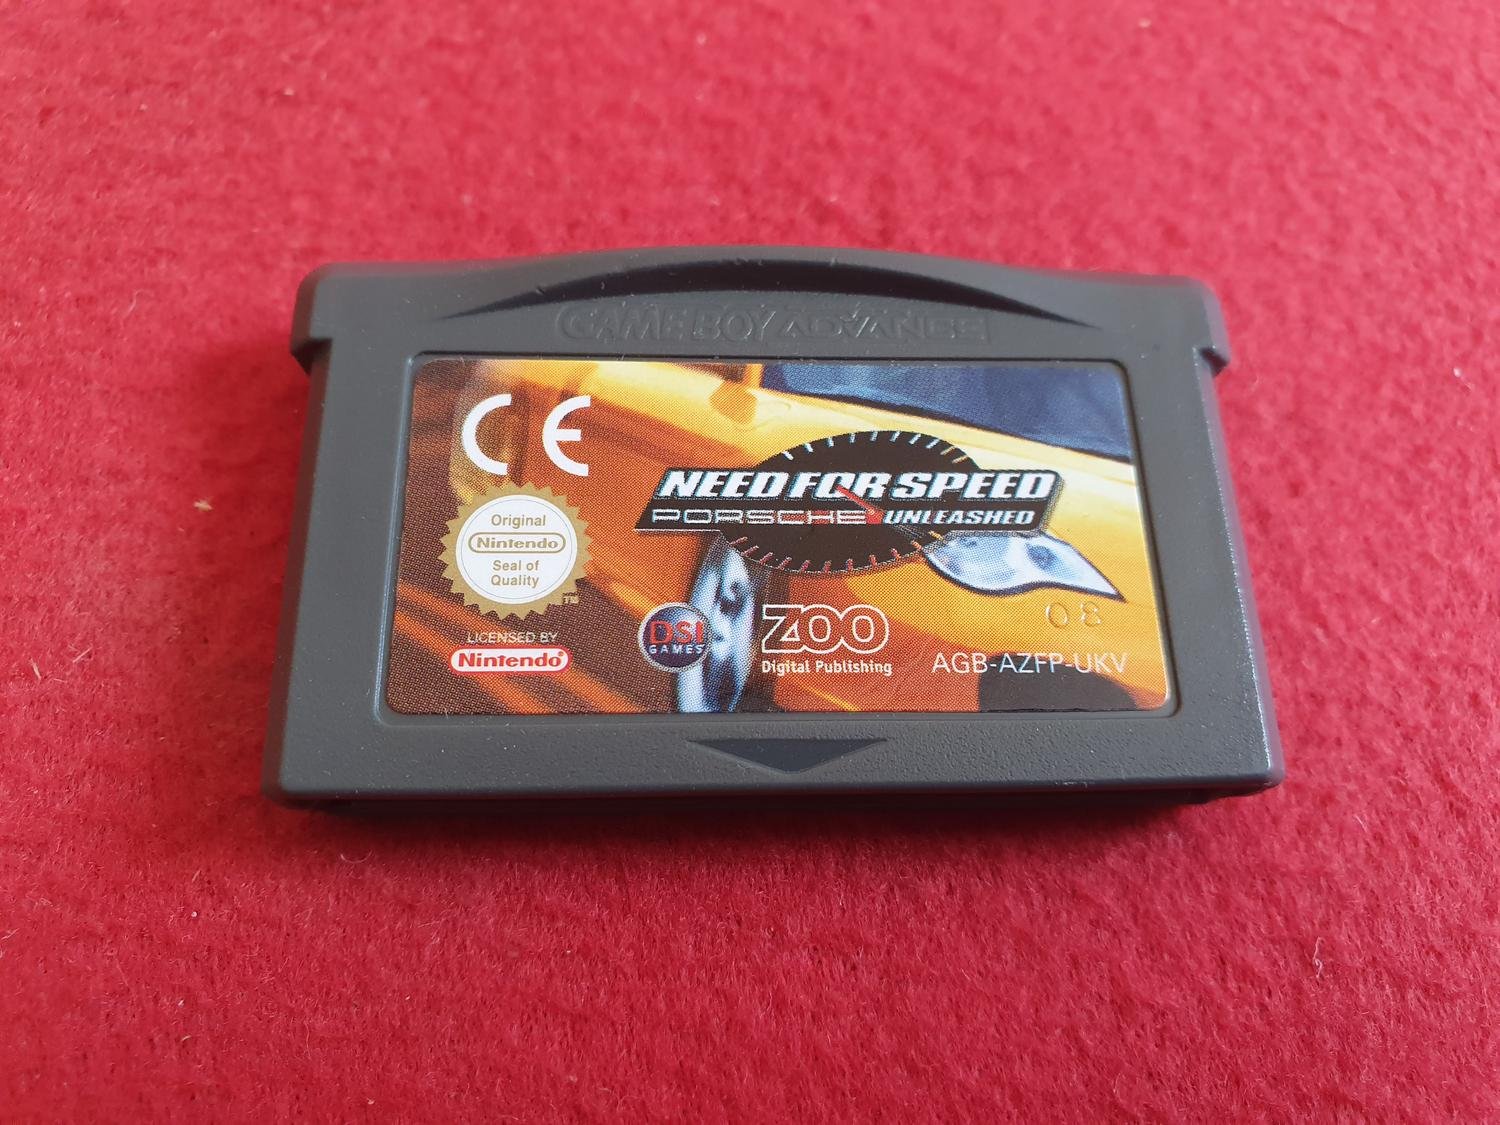 GAME BOY ADVANCE
CE
NEED FOR SPEED
PORSCHE UNLEASHED
Original
Nintendo
Seal of
Quality
TM
LICENSED BY
Nintendo®
DSI
GAMES
ZOO
Digital Publishing
08
AGB-AZFP-UKV